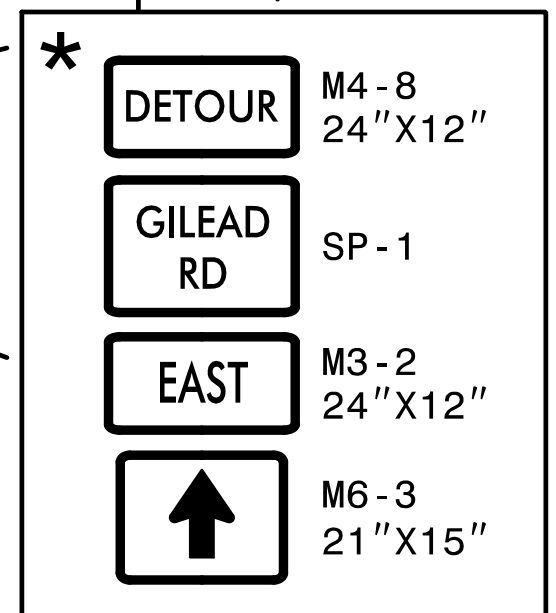 *
DETOUR
M4-8
24"X12"
GILEAD
RD
SP-1
EAST
M3-2
24"X12"
M6-3
21"X15"